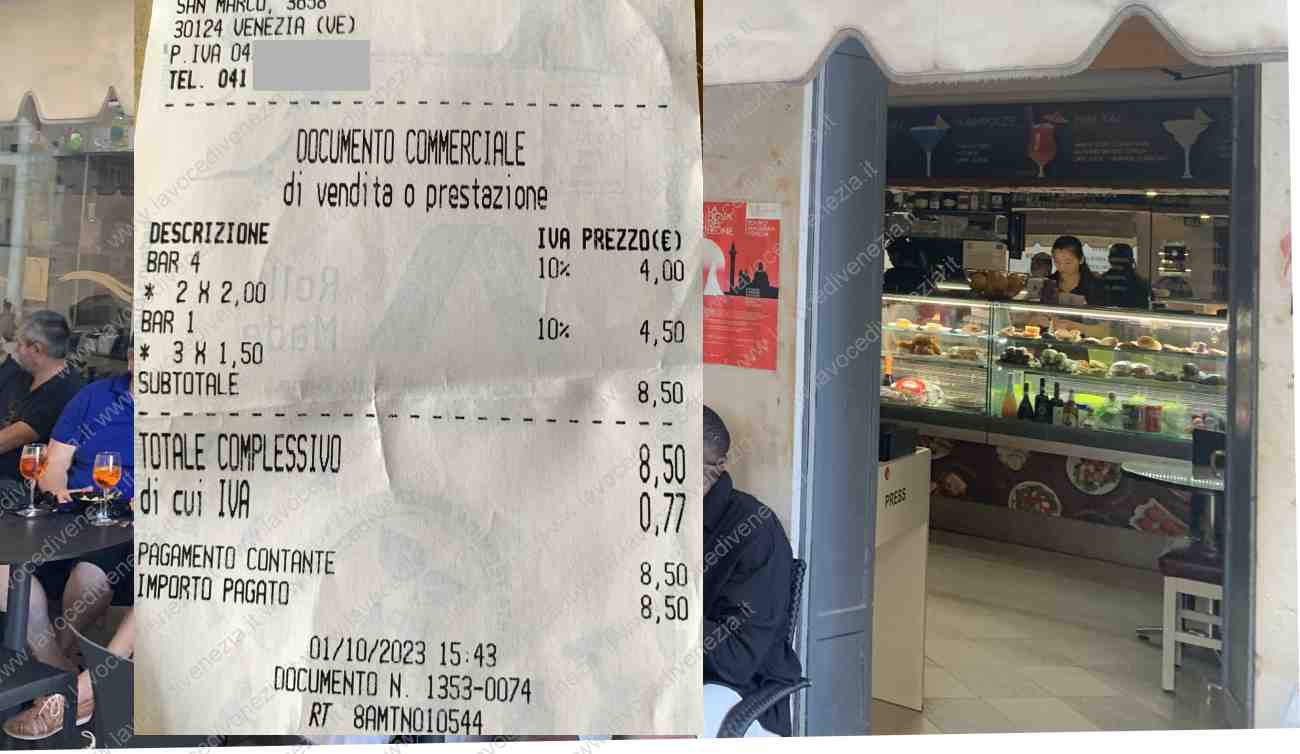 SAN MARCO, 3658
30124 VENEZIA (VE)
P.IVA 04
TEL. 041
DOCUMENTO COMMERCIALE
di vendita o prestazione
DESCRIZIONE IVA PREZZO(€)
BAR 4 10% 4,00
* 2 X 2,00
BAR 1 10% 4,50
* 3 X 1,50
SUBTOTALE 8,50
TOTALE COMPLESSIVO 8,50
di cui IVA 0,77
PAGAMENTO CONTANTE 8,50
IMPORTO PAGATO 8,50
01/10/2023 15:43
DOCUMENTO N. 1353-0074
RT 8AMTN010544
PRESS
www.lavocedivenezia.it